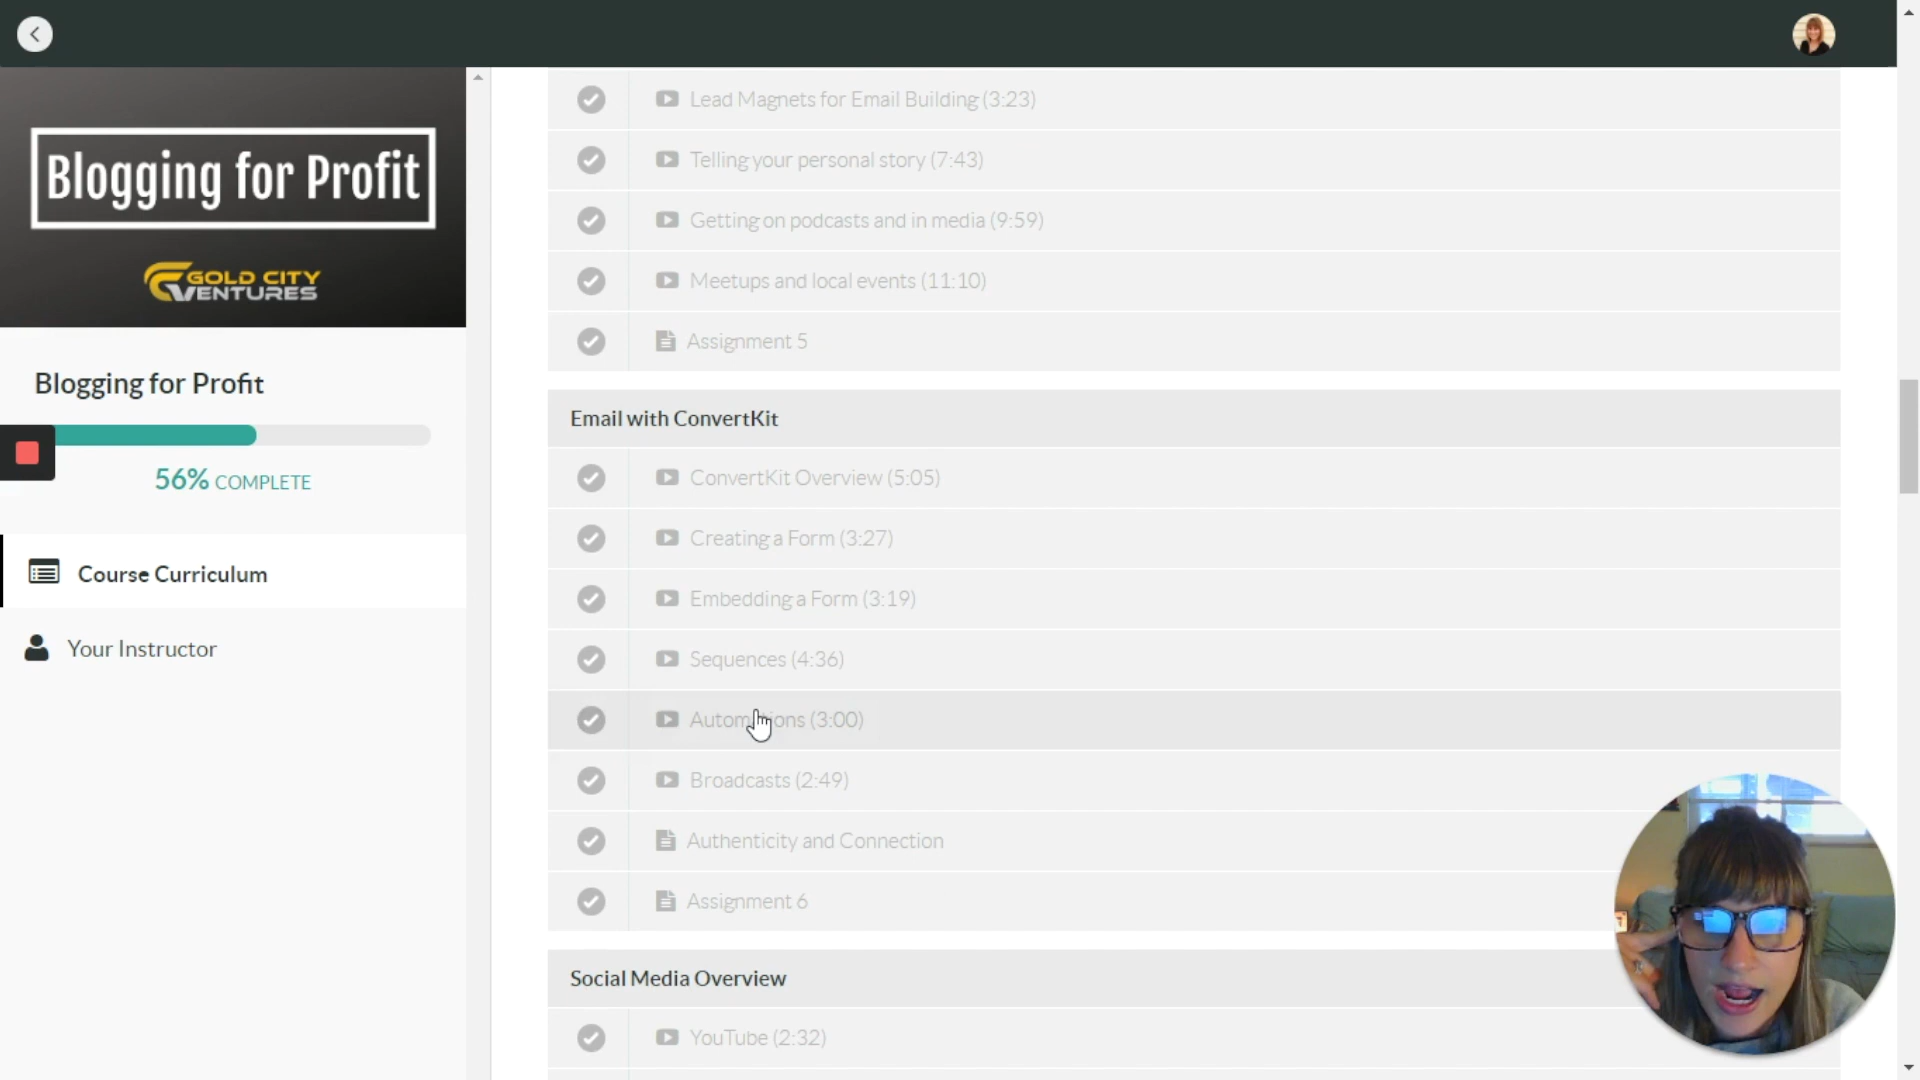 Blogging for Profit
GOLD CITY
VENTURES
Blogging for Profit
56% COMPLETE
Course Curriculum
Your Instructor
Lead Magnets for Email Building (3:23)
Telling your personal story (7:43)
Getting on podcasts and in media (9:59)
Meetups and local events (11:10)
Assignment 5
Email with ConvertKit
ConvertKit Overview (5:05)
Creating a Form (3:27)
Embedding a Form (3:19)
Sequences (4:36)
Automations (3:00)
Broadcasts (2:49)
Authenticity and Connection
Assignment 6
Social Media Overview
YouTube (2:32)